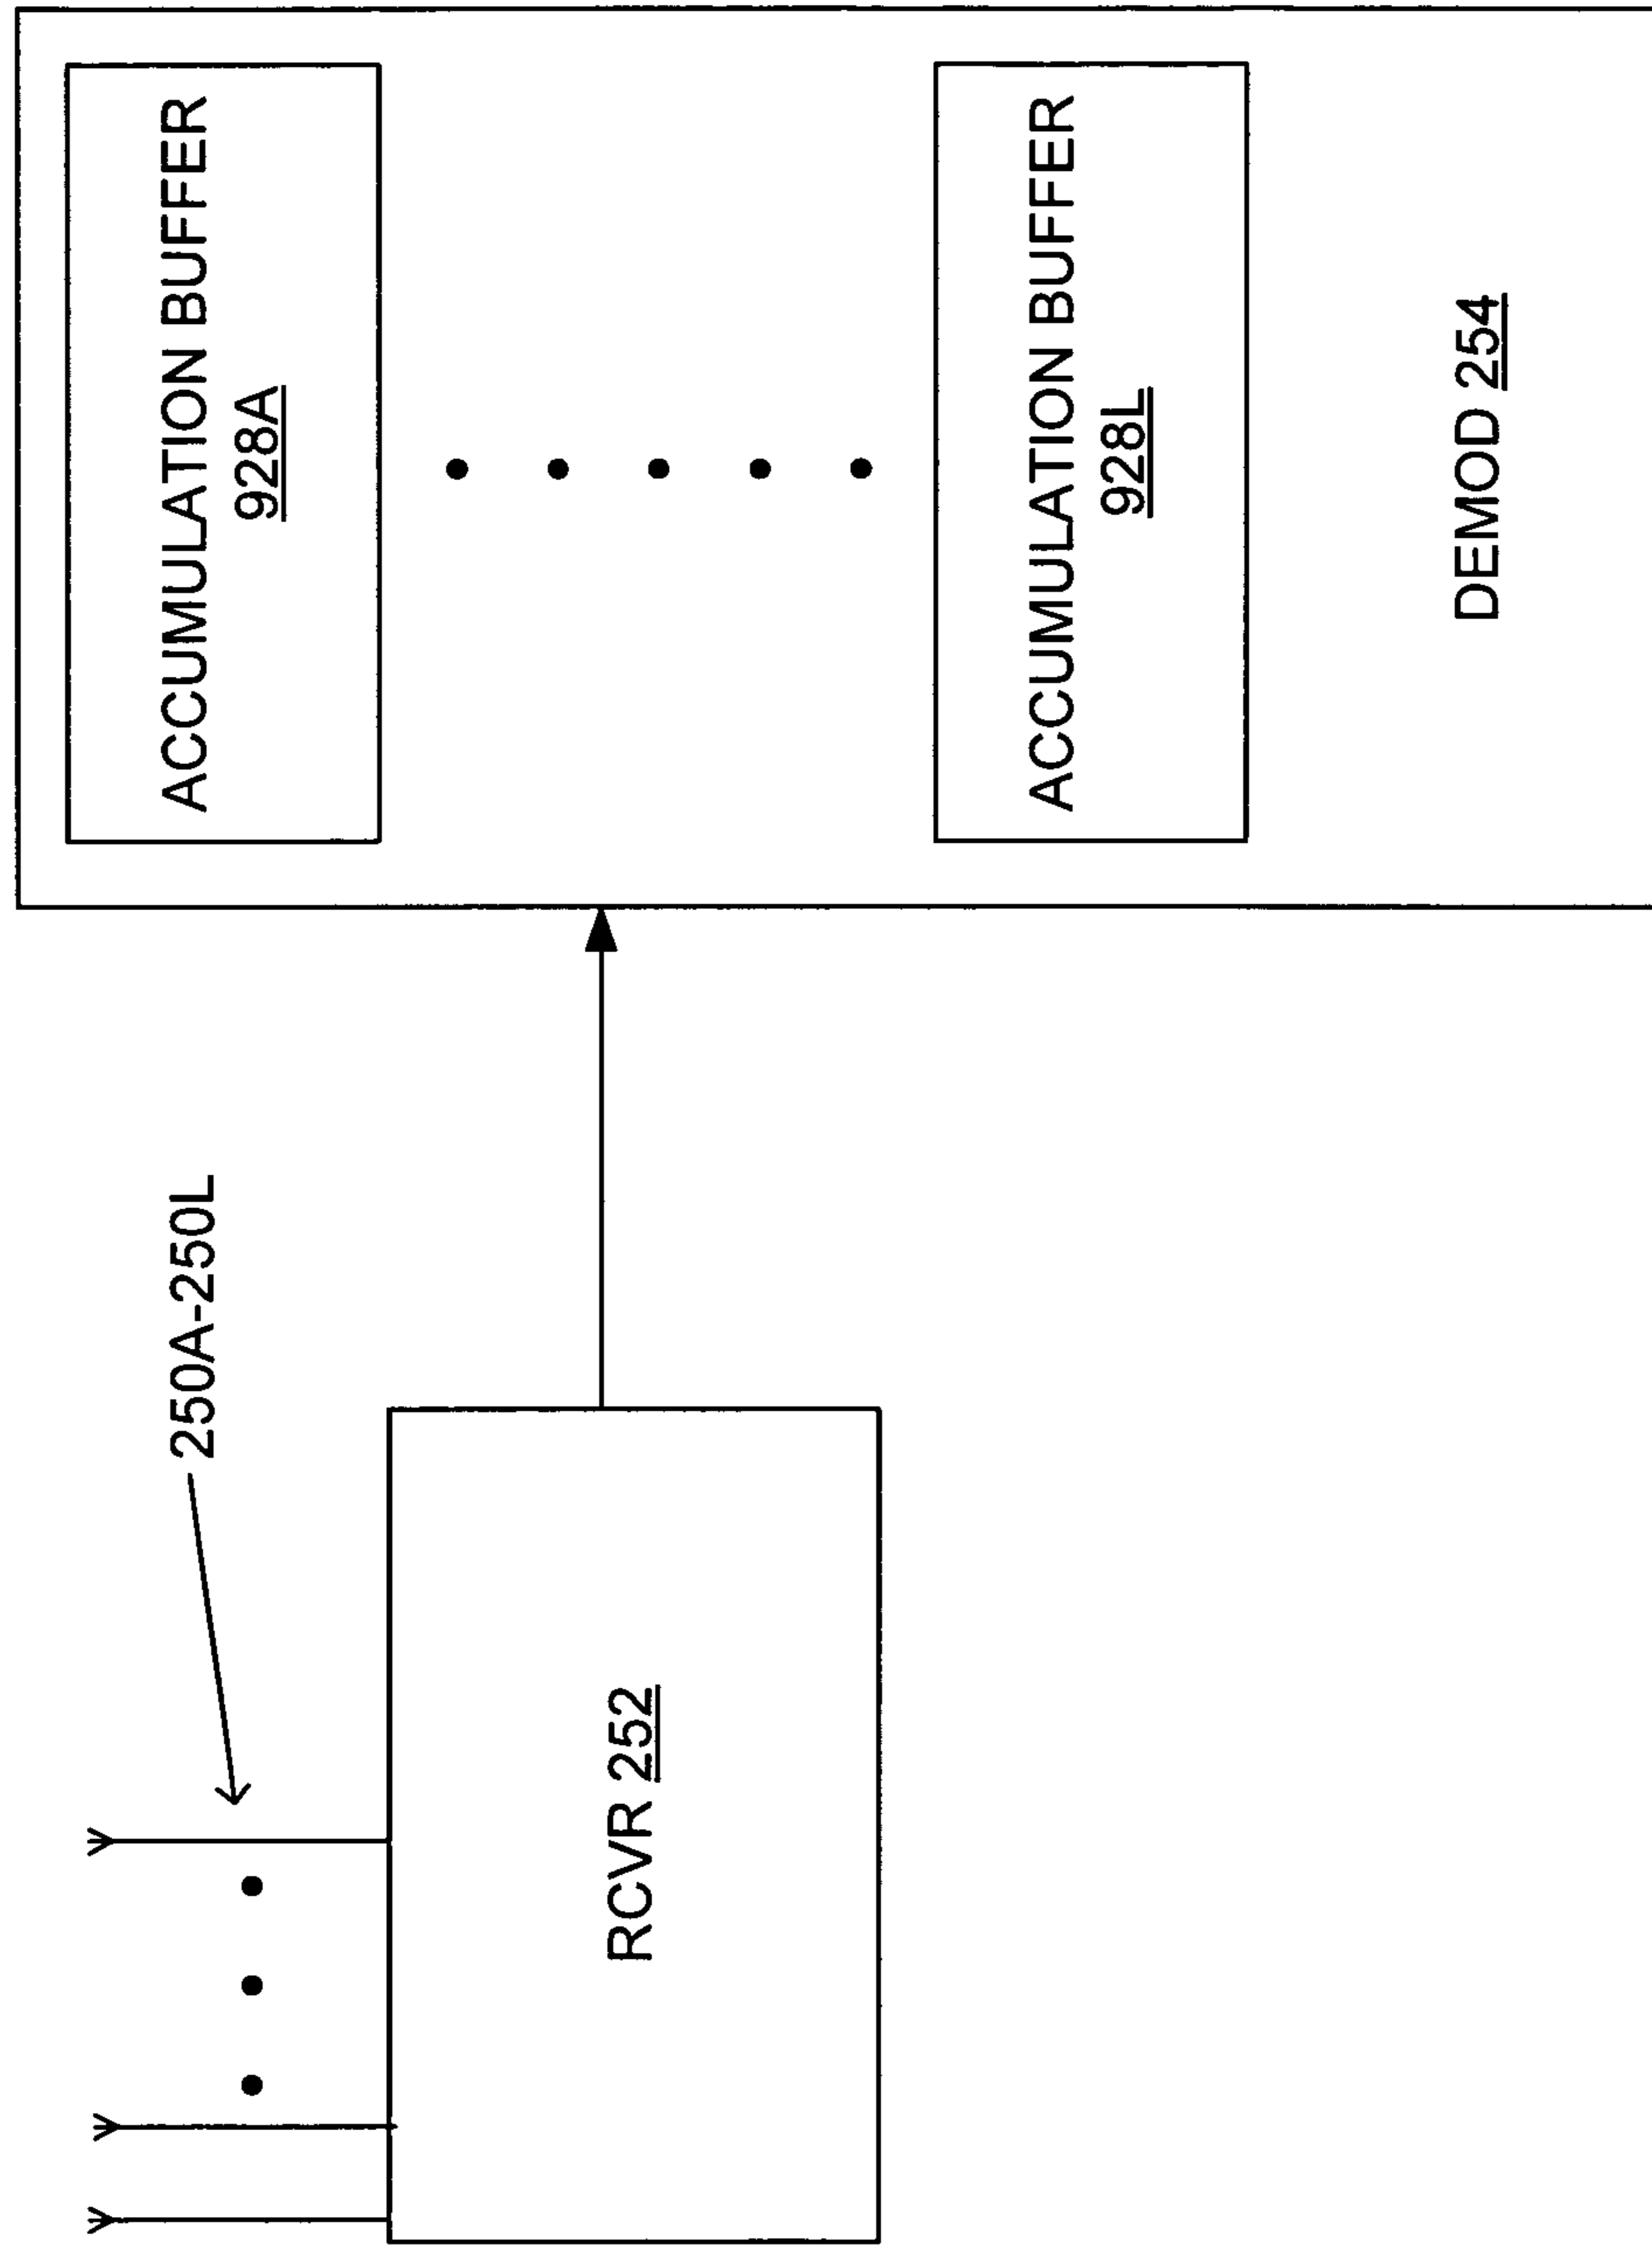 ACCUMULATION BUFFER
928A
ACCUMULATION BUFFER
928L
DEMOD 254
250A-250L
RCVR 252